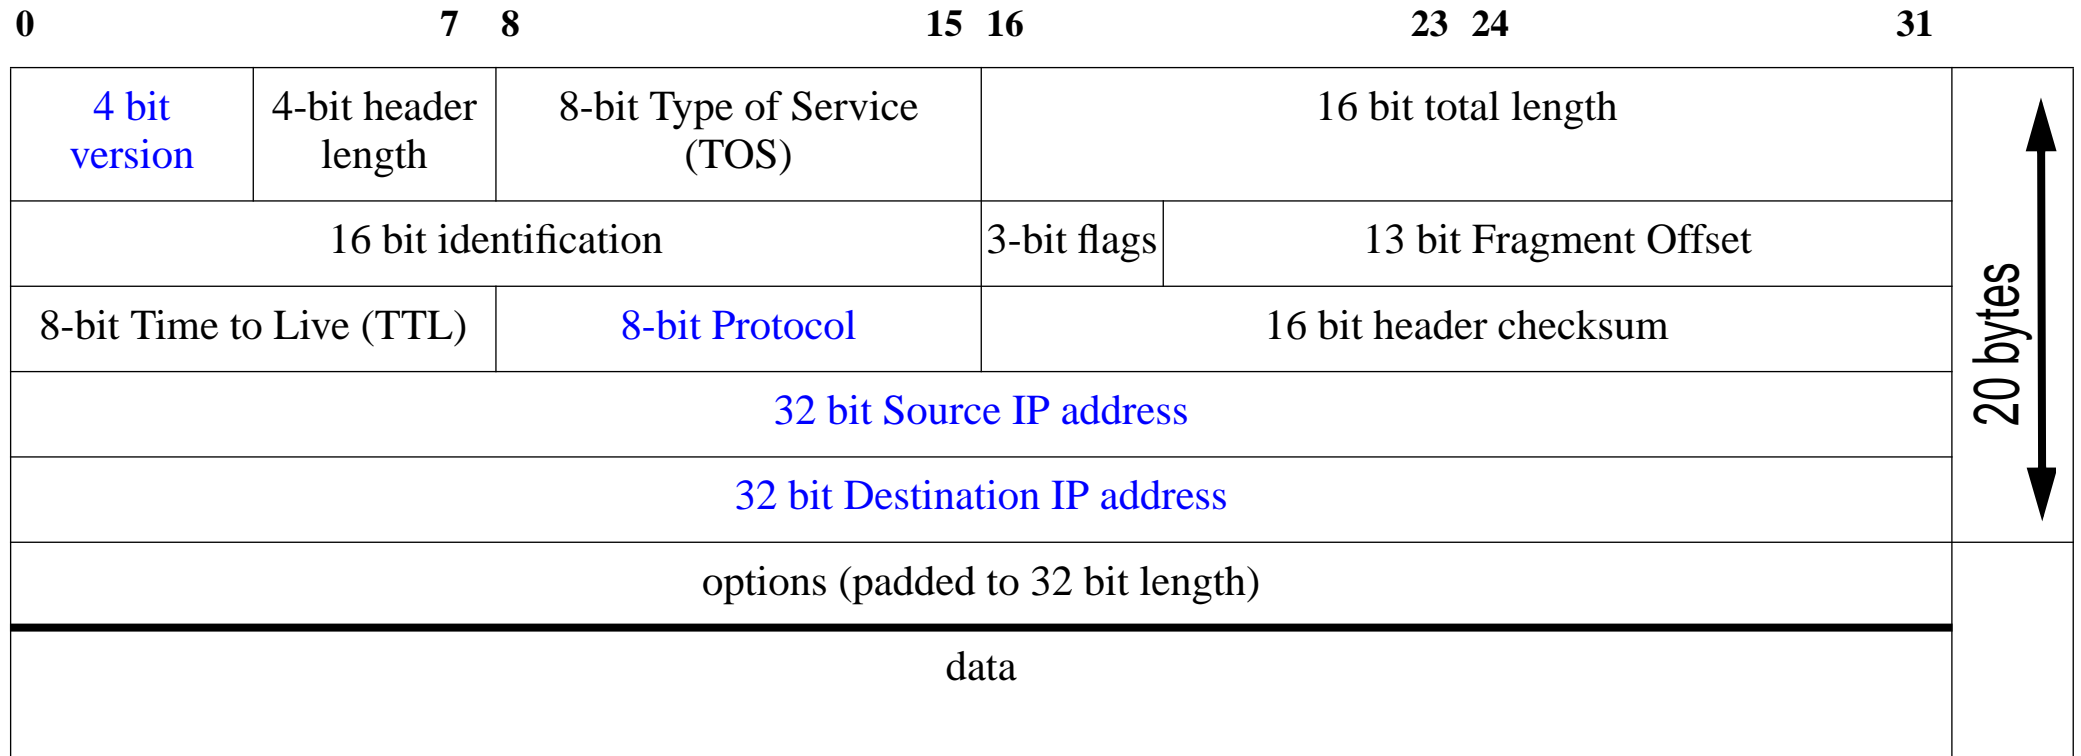 0 7 8 15 16 23 24 31
4 bit version
4-bit header length
8-bit Type of Service (TOS)
16 bit total length
16 bit identification
3-bit flags
13 bit Fragment Offset
8-bit Time to Live (TTL)
8-bit Protocol
16 bit header checksum
32 bit Source IP address
32 bit Destination IP address
20 bytes
options (padded to 32 bit length)
data